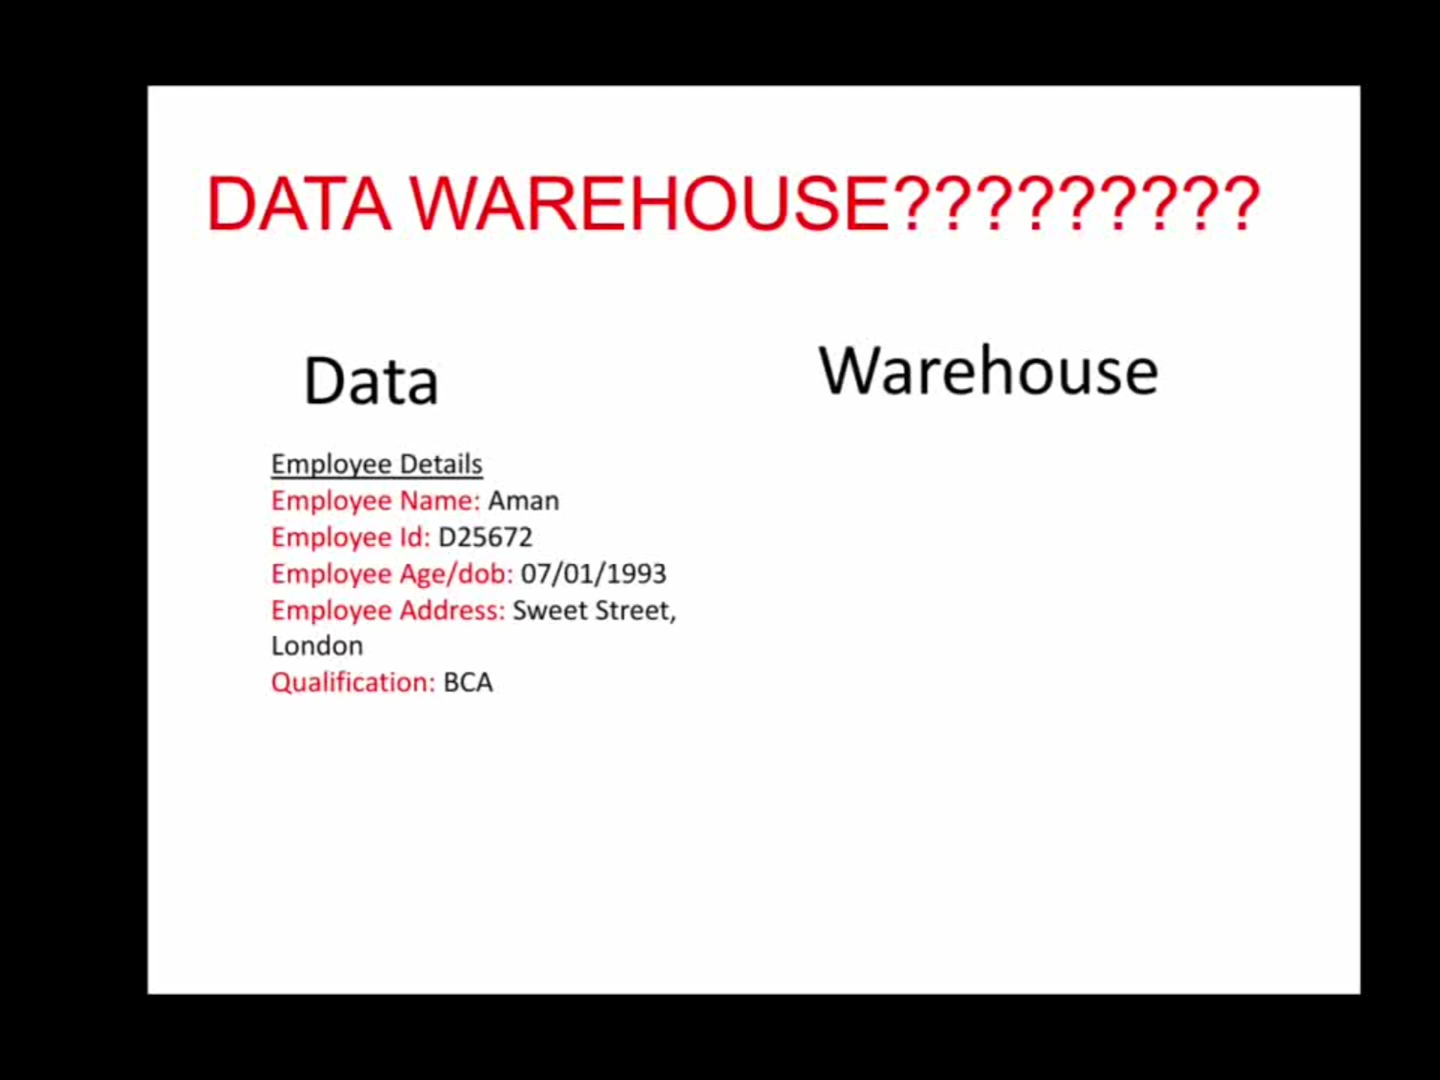 DATA WAREHOUSE?????????
Data
Warehouse
Employee Details
Employee Name: Aman
Employee Id: D25672
Employee Age/dob: 07/01/1993
Employee Address: Sweet Street,
London
Qualification: BCA